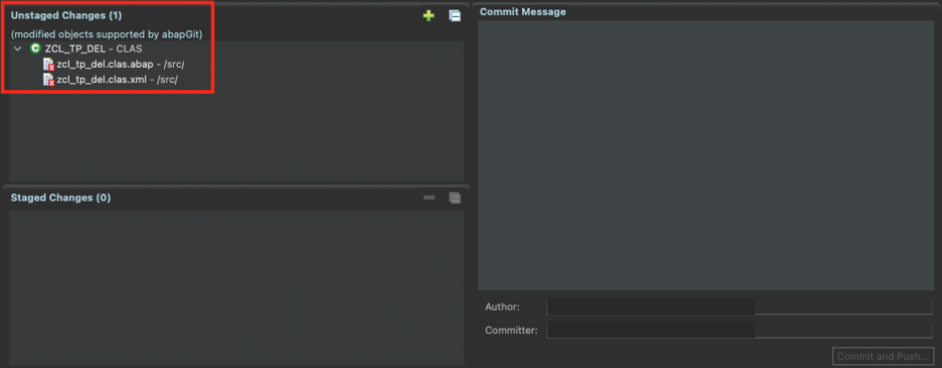 Unstaged Changes (1)
(modified objects supported by abapGit)
ZCL_TP_DEL - CLAS
zcl_tp_del.clas.abap - /src/
zcl_tp_del.clas.xml - /src/
Staged Changes (0)
Commit Message
Author:
Committer:
Commit and Push...